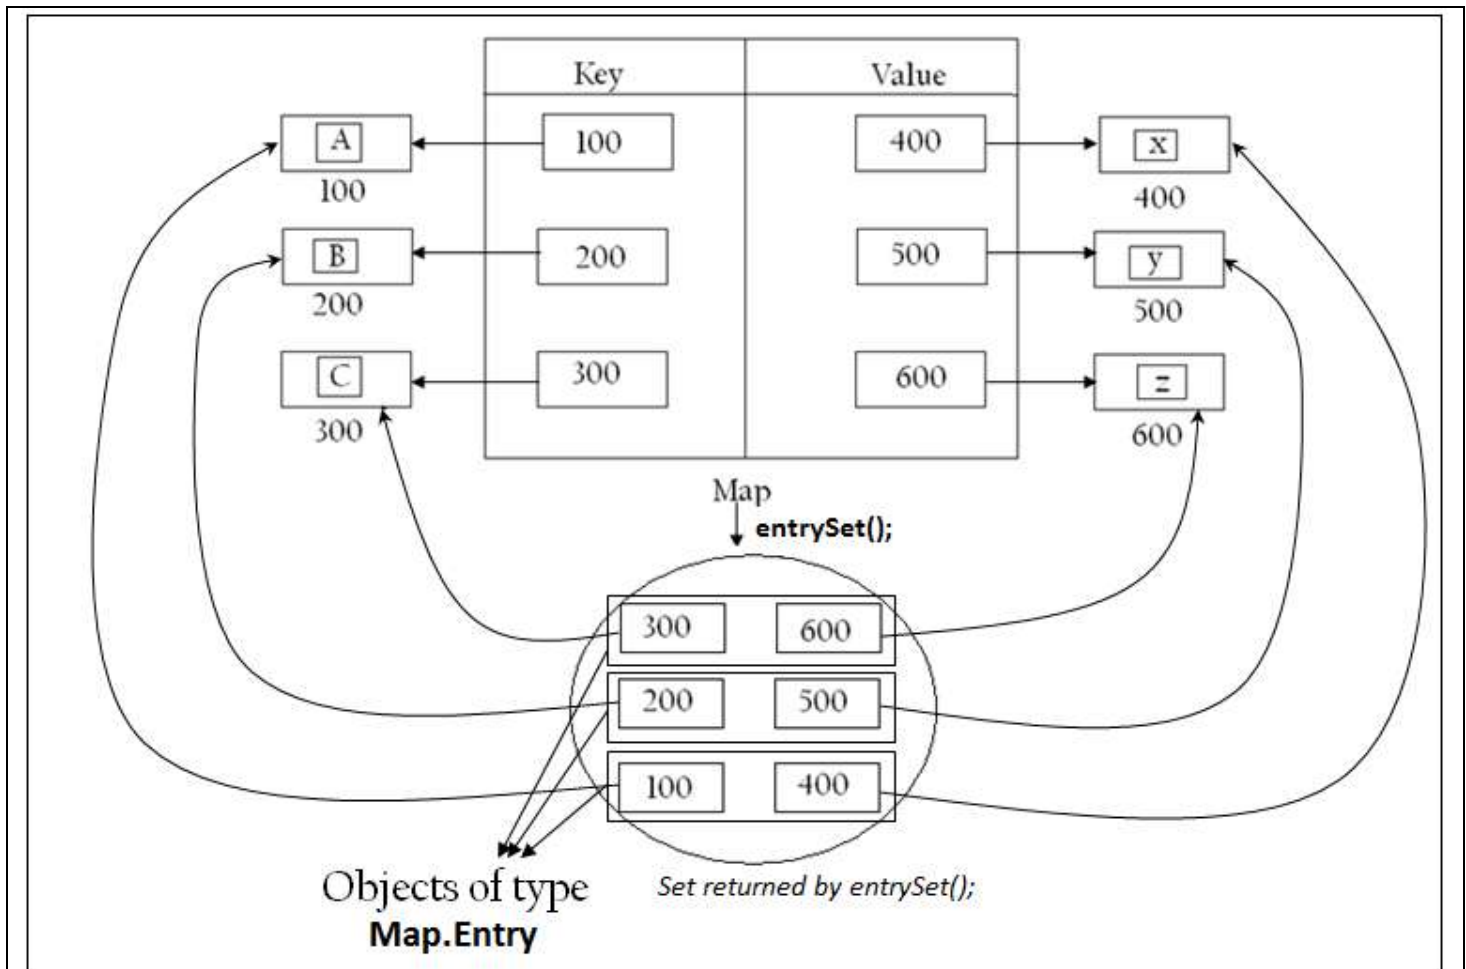 Key Value
A 100 400 x
100 400
B 200 500 y
200 500
C 300 600 z
300 600
Map
entrySet();
300 600
200 500
100 400
Objects of type Set returned by entrySet();
Map.Entry